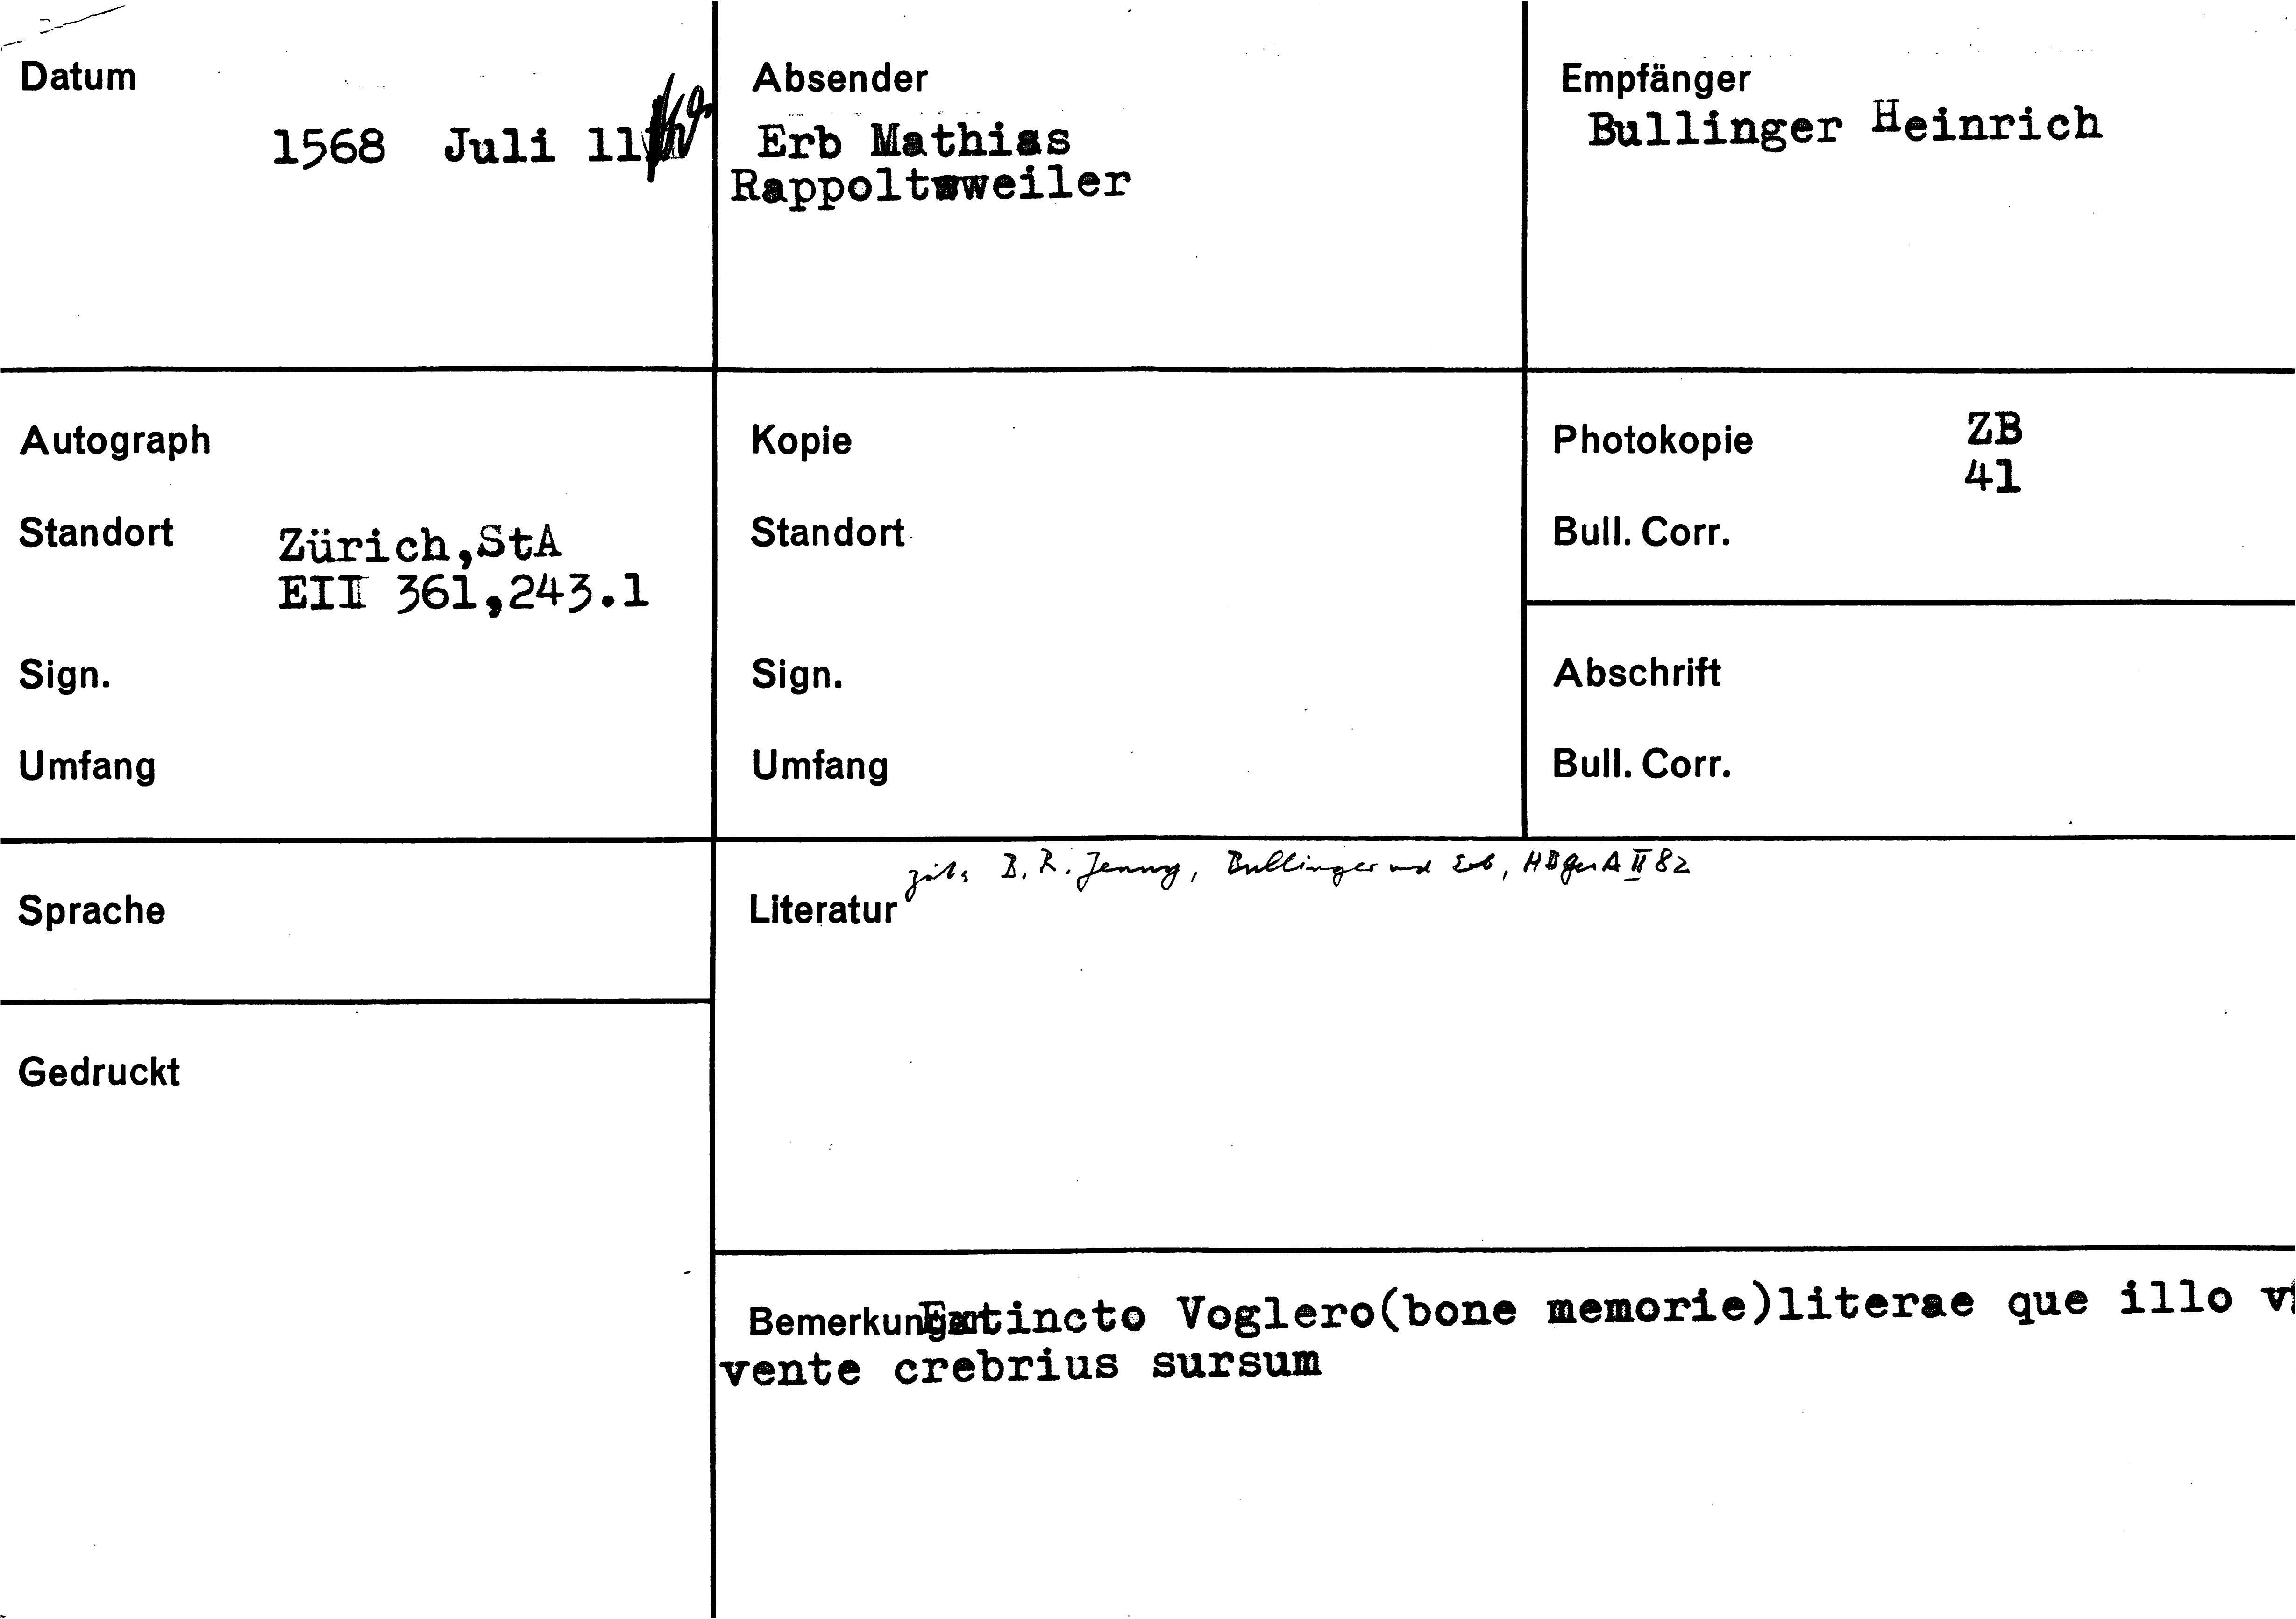 Datum
1568 Juli 11
Absender
Erb Mathias
Rappoltsweiler
Empfänger
Bullinger Heinrich
Autograph
Standort Zürich,StA
EII 361,243.1
Sign.
Umfang
Kopie
Standort
Sign.
Umfang
Photokopie ZB
41
Bull. Corr.
Abschrift
Bull. Corr.
Sprache
Gedruckt
zit. B. R. Jenny, Bullinger und Erb, HBgesA II 82
Literatur
Bemerkungen Extincto Voglero(bone memorie)literae que illo vi
vente crebrius sursum